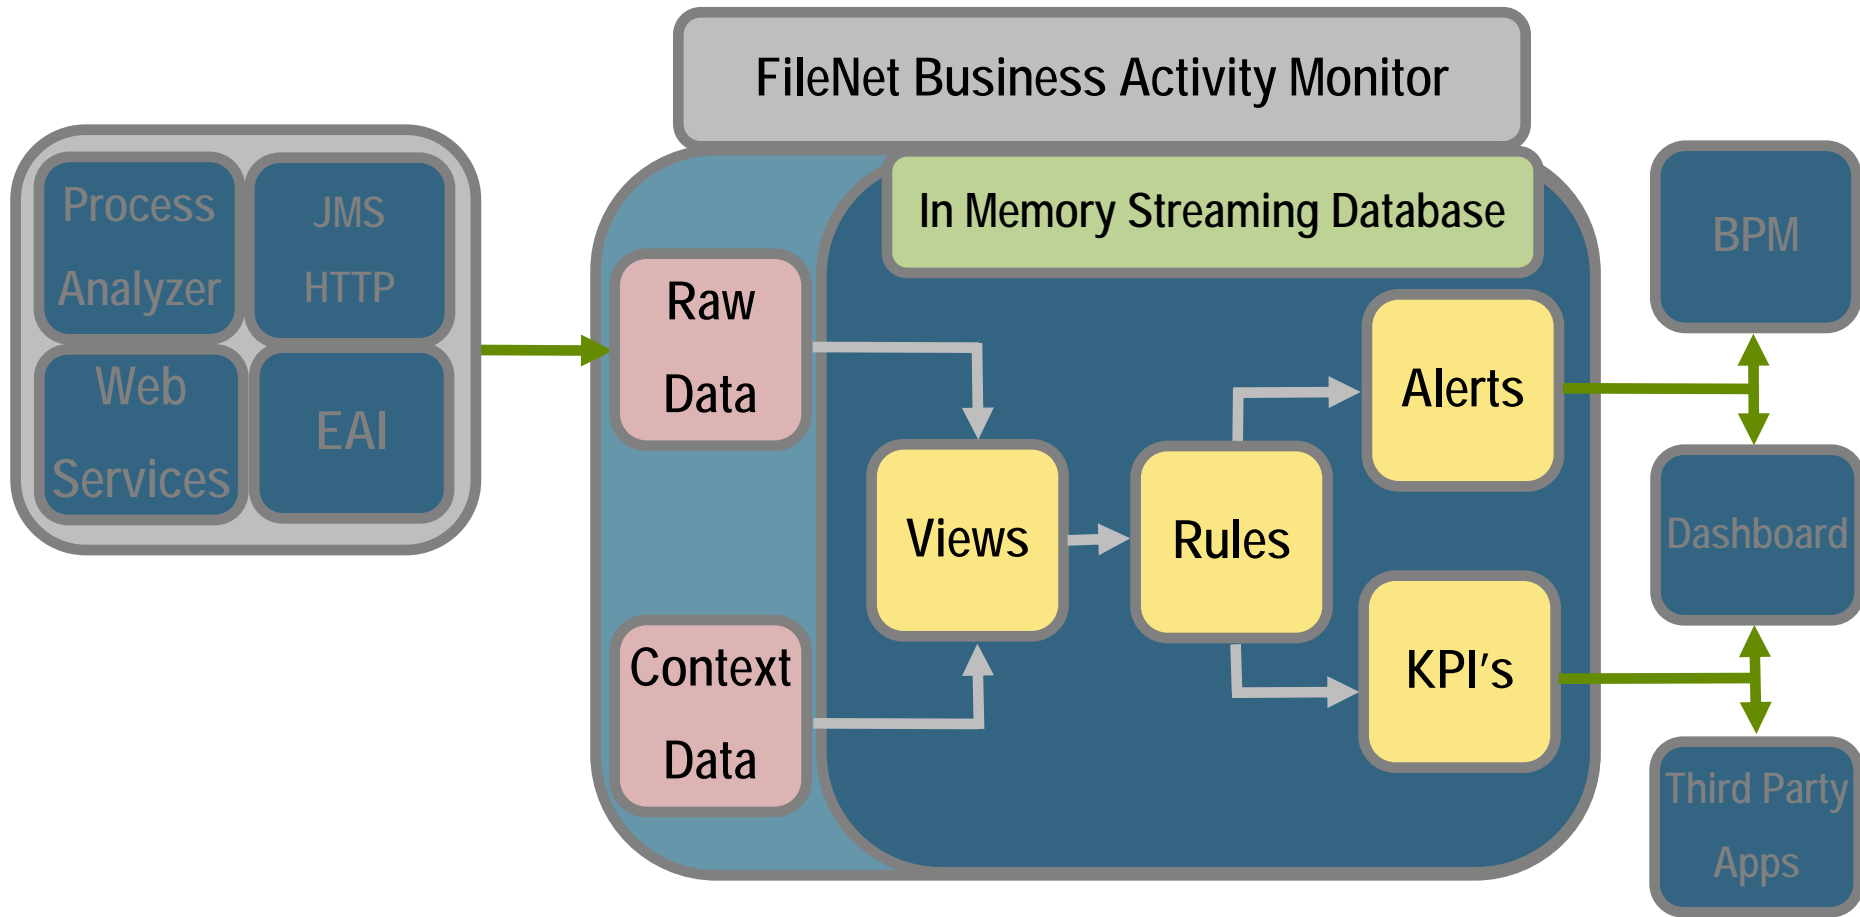 FileNet Business Activity Monitor
In Memory Streaming Database
Process
Analyzer
JMS
HTTP
Web
Services
EAI
Raw
Data
Context
Data
Views
Rules
Alerts
KPI's
BPM
Dashboard
Third Party
Apps